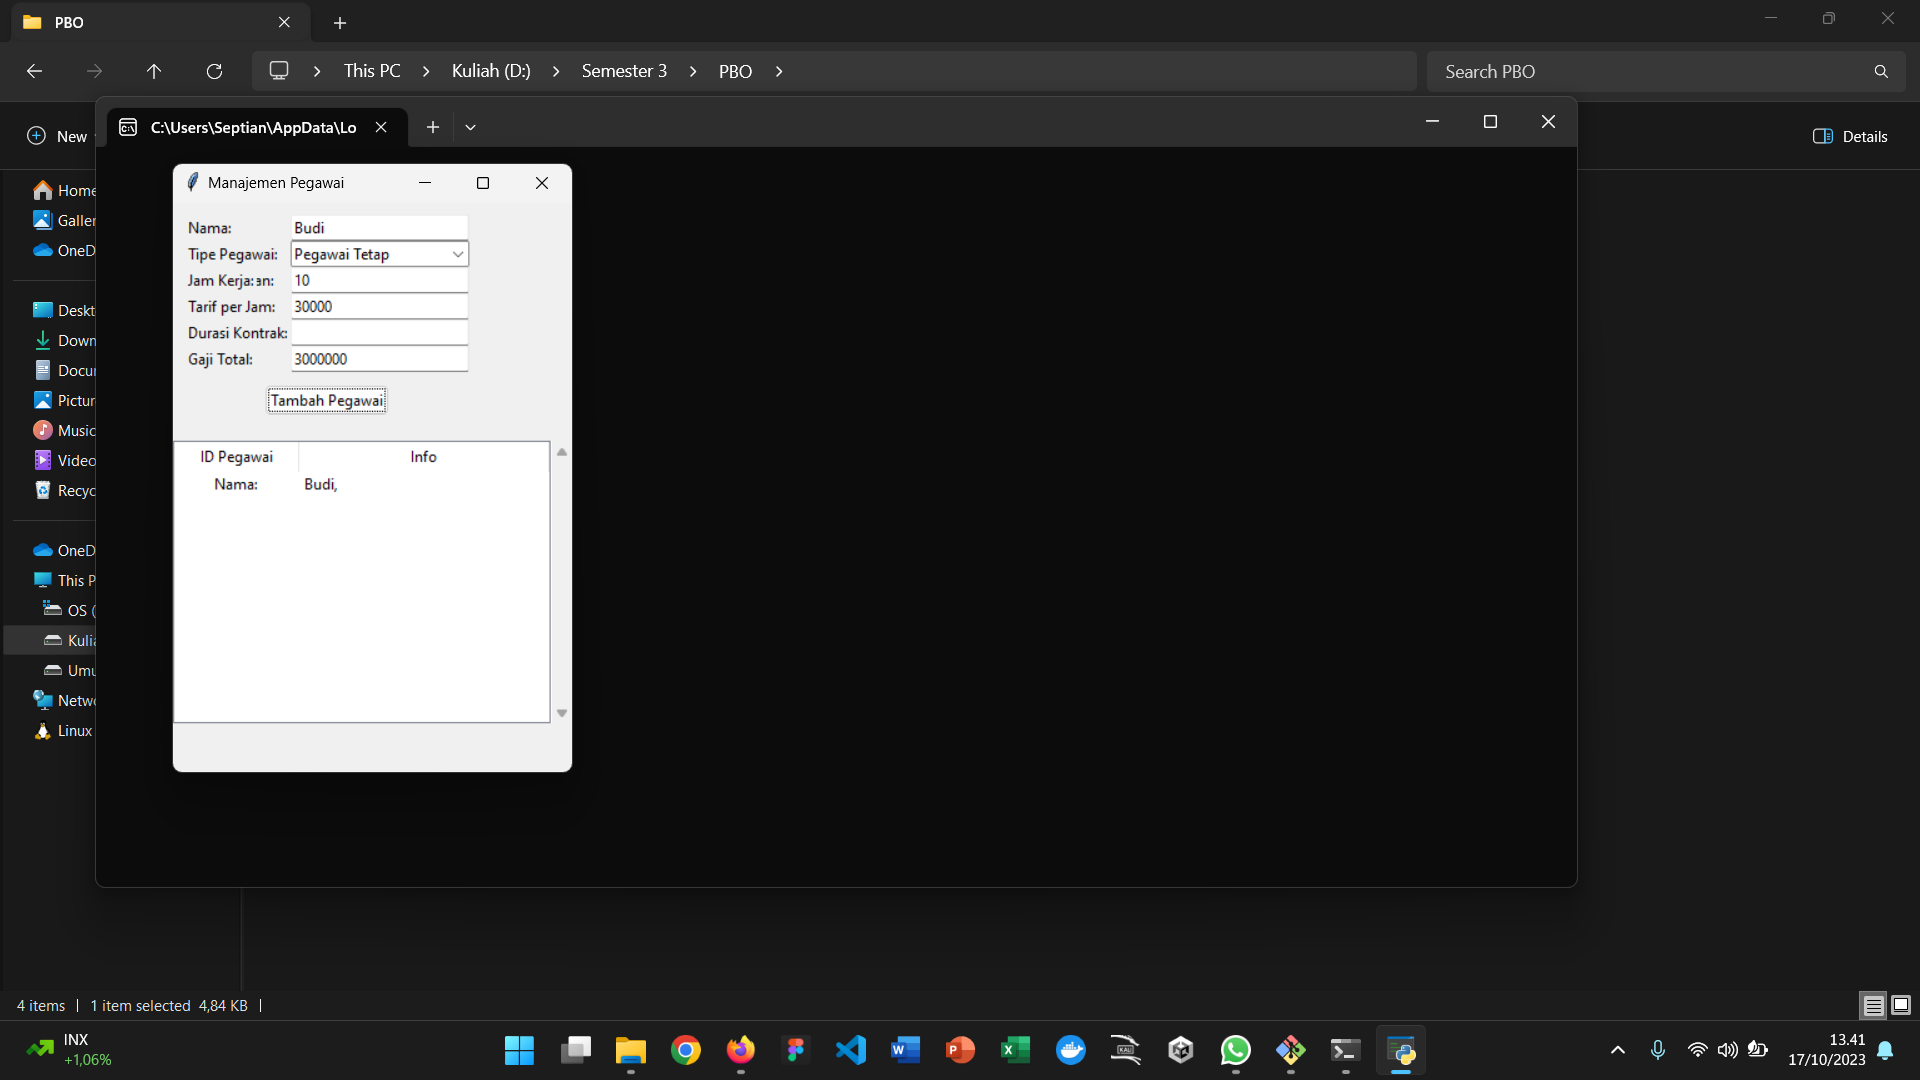 PBO
This PC
Kuliah (D:)
Semester 3
PBO
Search PBO
New
C:\Users\Septian\AppData\Lo
Details
Manajemen Pegawai
Home
Galler
OneD
Deskt
Down
Docu
Pictur
Music
Video
Recyc
OneD
This P
OS (
Kulia
Umu
Netwo
Linux
Nama:
Budi
Tipe Pegawai:
Pegawai Tetap
Jam Kerja:an:
10
Tarif per Jam:
30000
Durasi Kontrak:
Gaji Total:
3000000
Tambah Pegawai
ID Pegawai
Info
Nama:
Budi,
4 items
1 item selected 4,84 KB
INX
+1,06%
KALI
13.41
17/10/2023